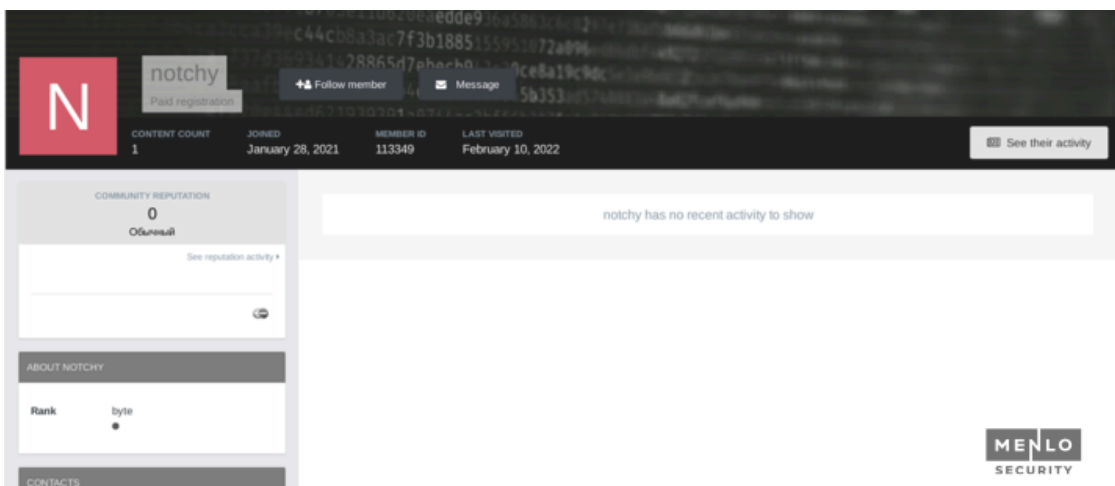 notchy
Paid registration
Follow member
Message
CONTENT COUNT
1
JOINED
January 28, 2021
MEMBER ID
113349
LAST VISITED
February 10, 2022
See their activity
N
COMMUNITY REPUTATION
0
Обычный
See reputation activity
notchy has no recent activity to show
ABOUT NOTCHY
Rank byte
CONTACTS
MENLO
SECURITY